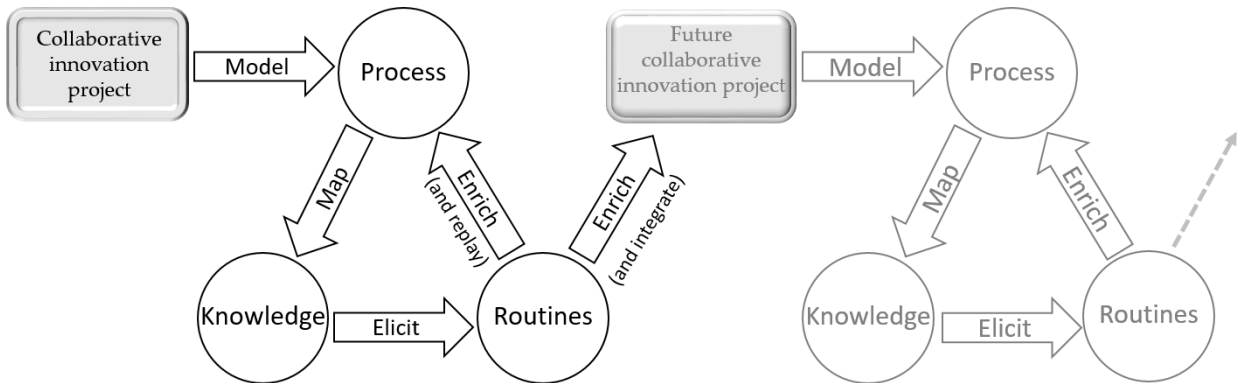 Collaborative
innovation
project
Model
Process
Map
Enrich
(and replay)
Knowledge
Elicit
Routines
Enrich
(and integrate)
Future
collaborative
innovation project
Model
Process
Map
Enrich
Knowledge
Elicit
Routines